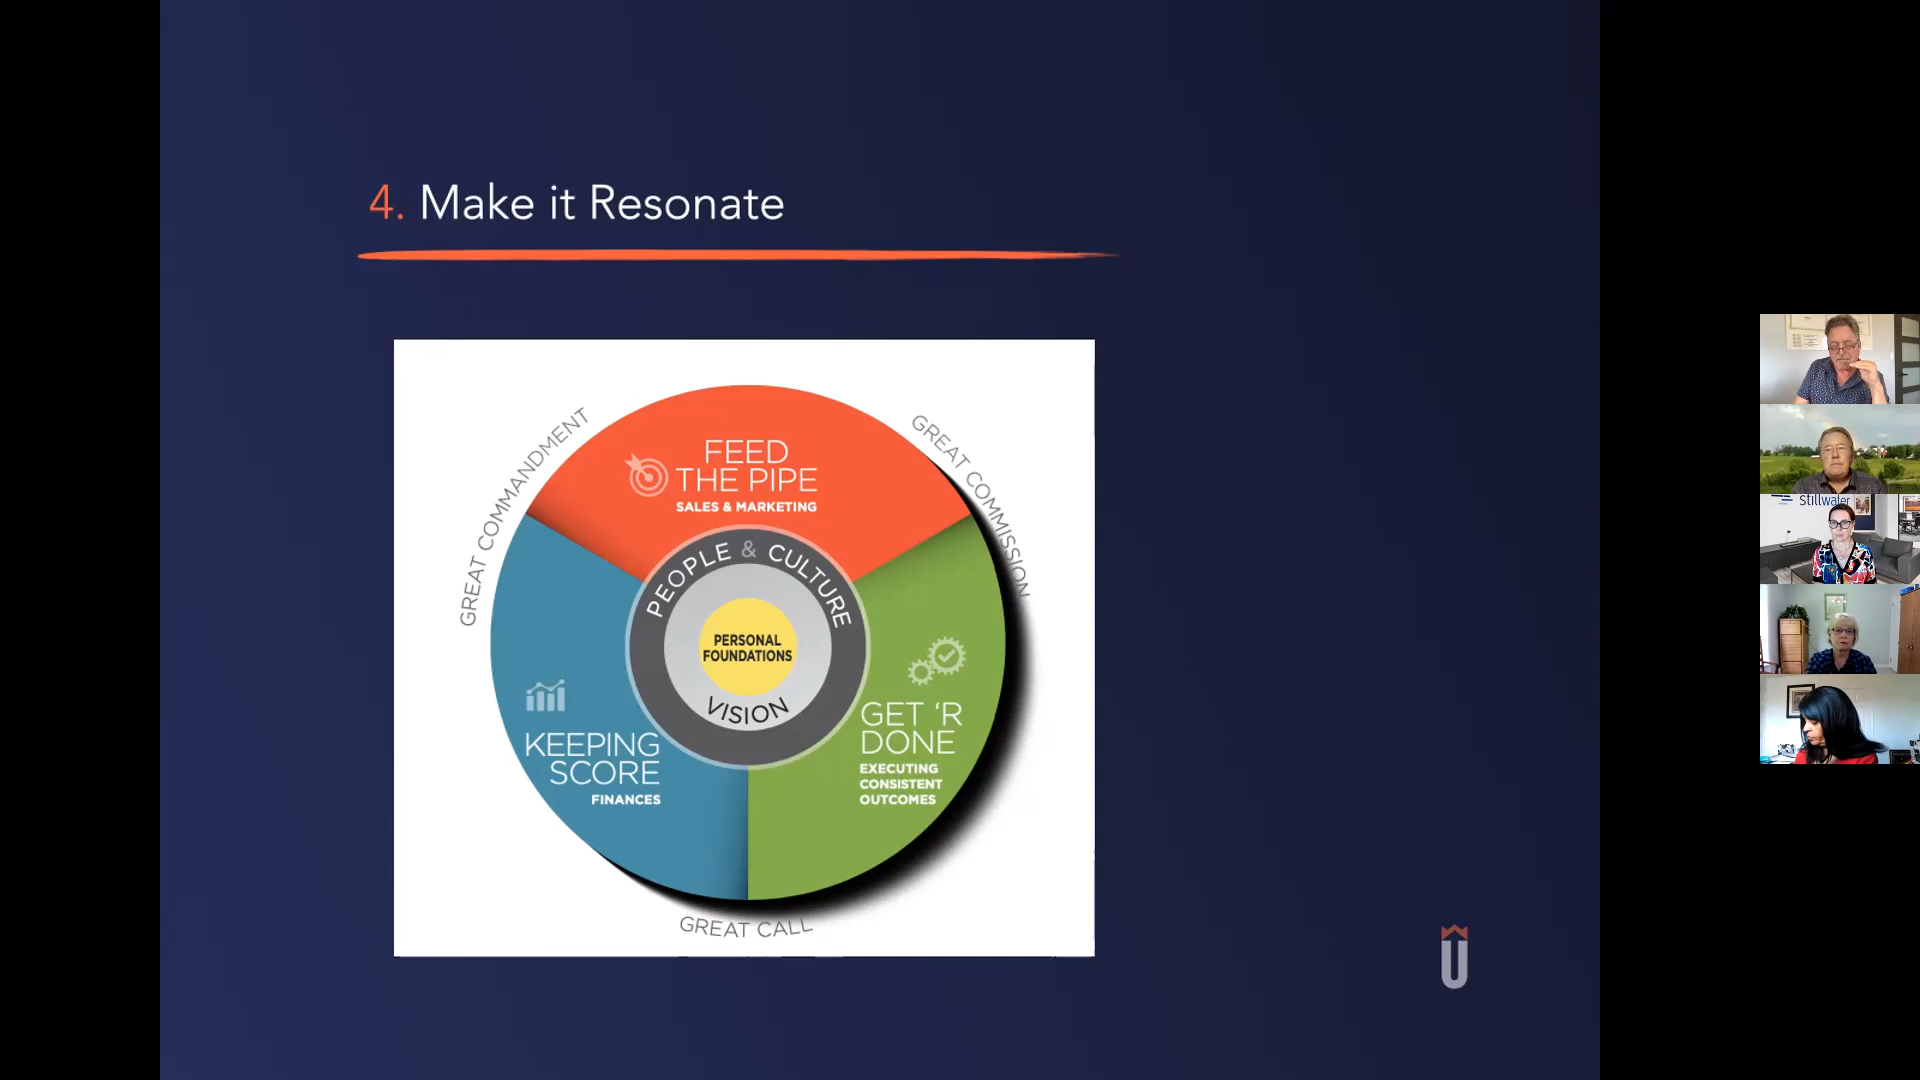 4. Make it Resonate
GREAT COMMANDMENT
GREAT COMMISSION
FEED
THE PIPE
SALES & MARKETING
PEOPLE & CULTURE
PERSONAL
FOUNDATIONS
VISION
KEEPING
SCORE
FINANCES
GET ‘R
DONE
EXECUTING
CONSISTENT
OUTCOMES
GREAT CALL
U
stillwater